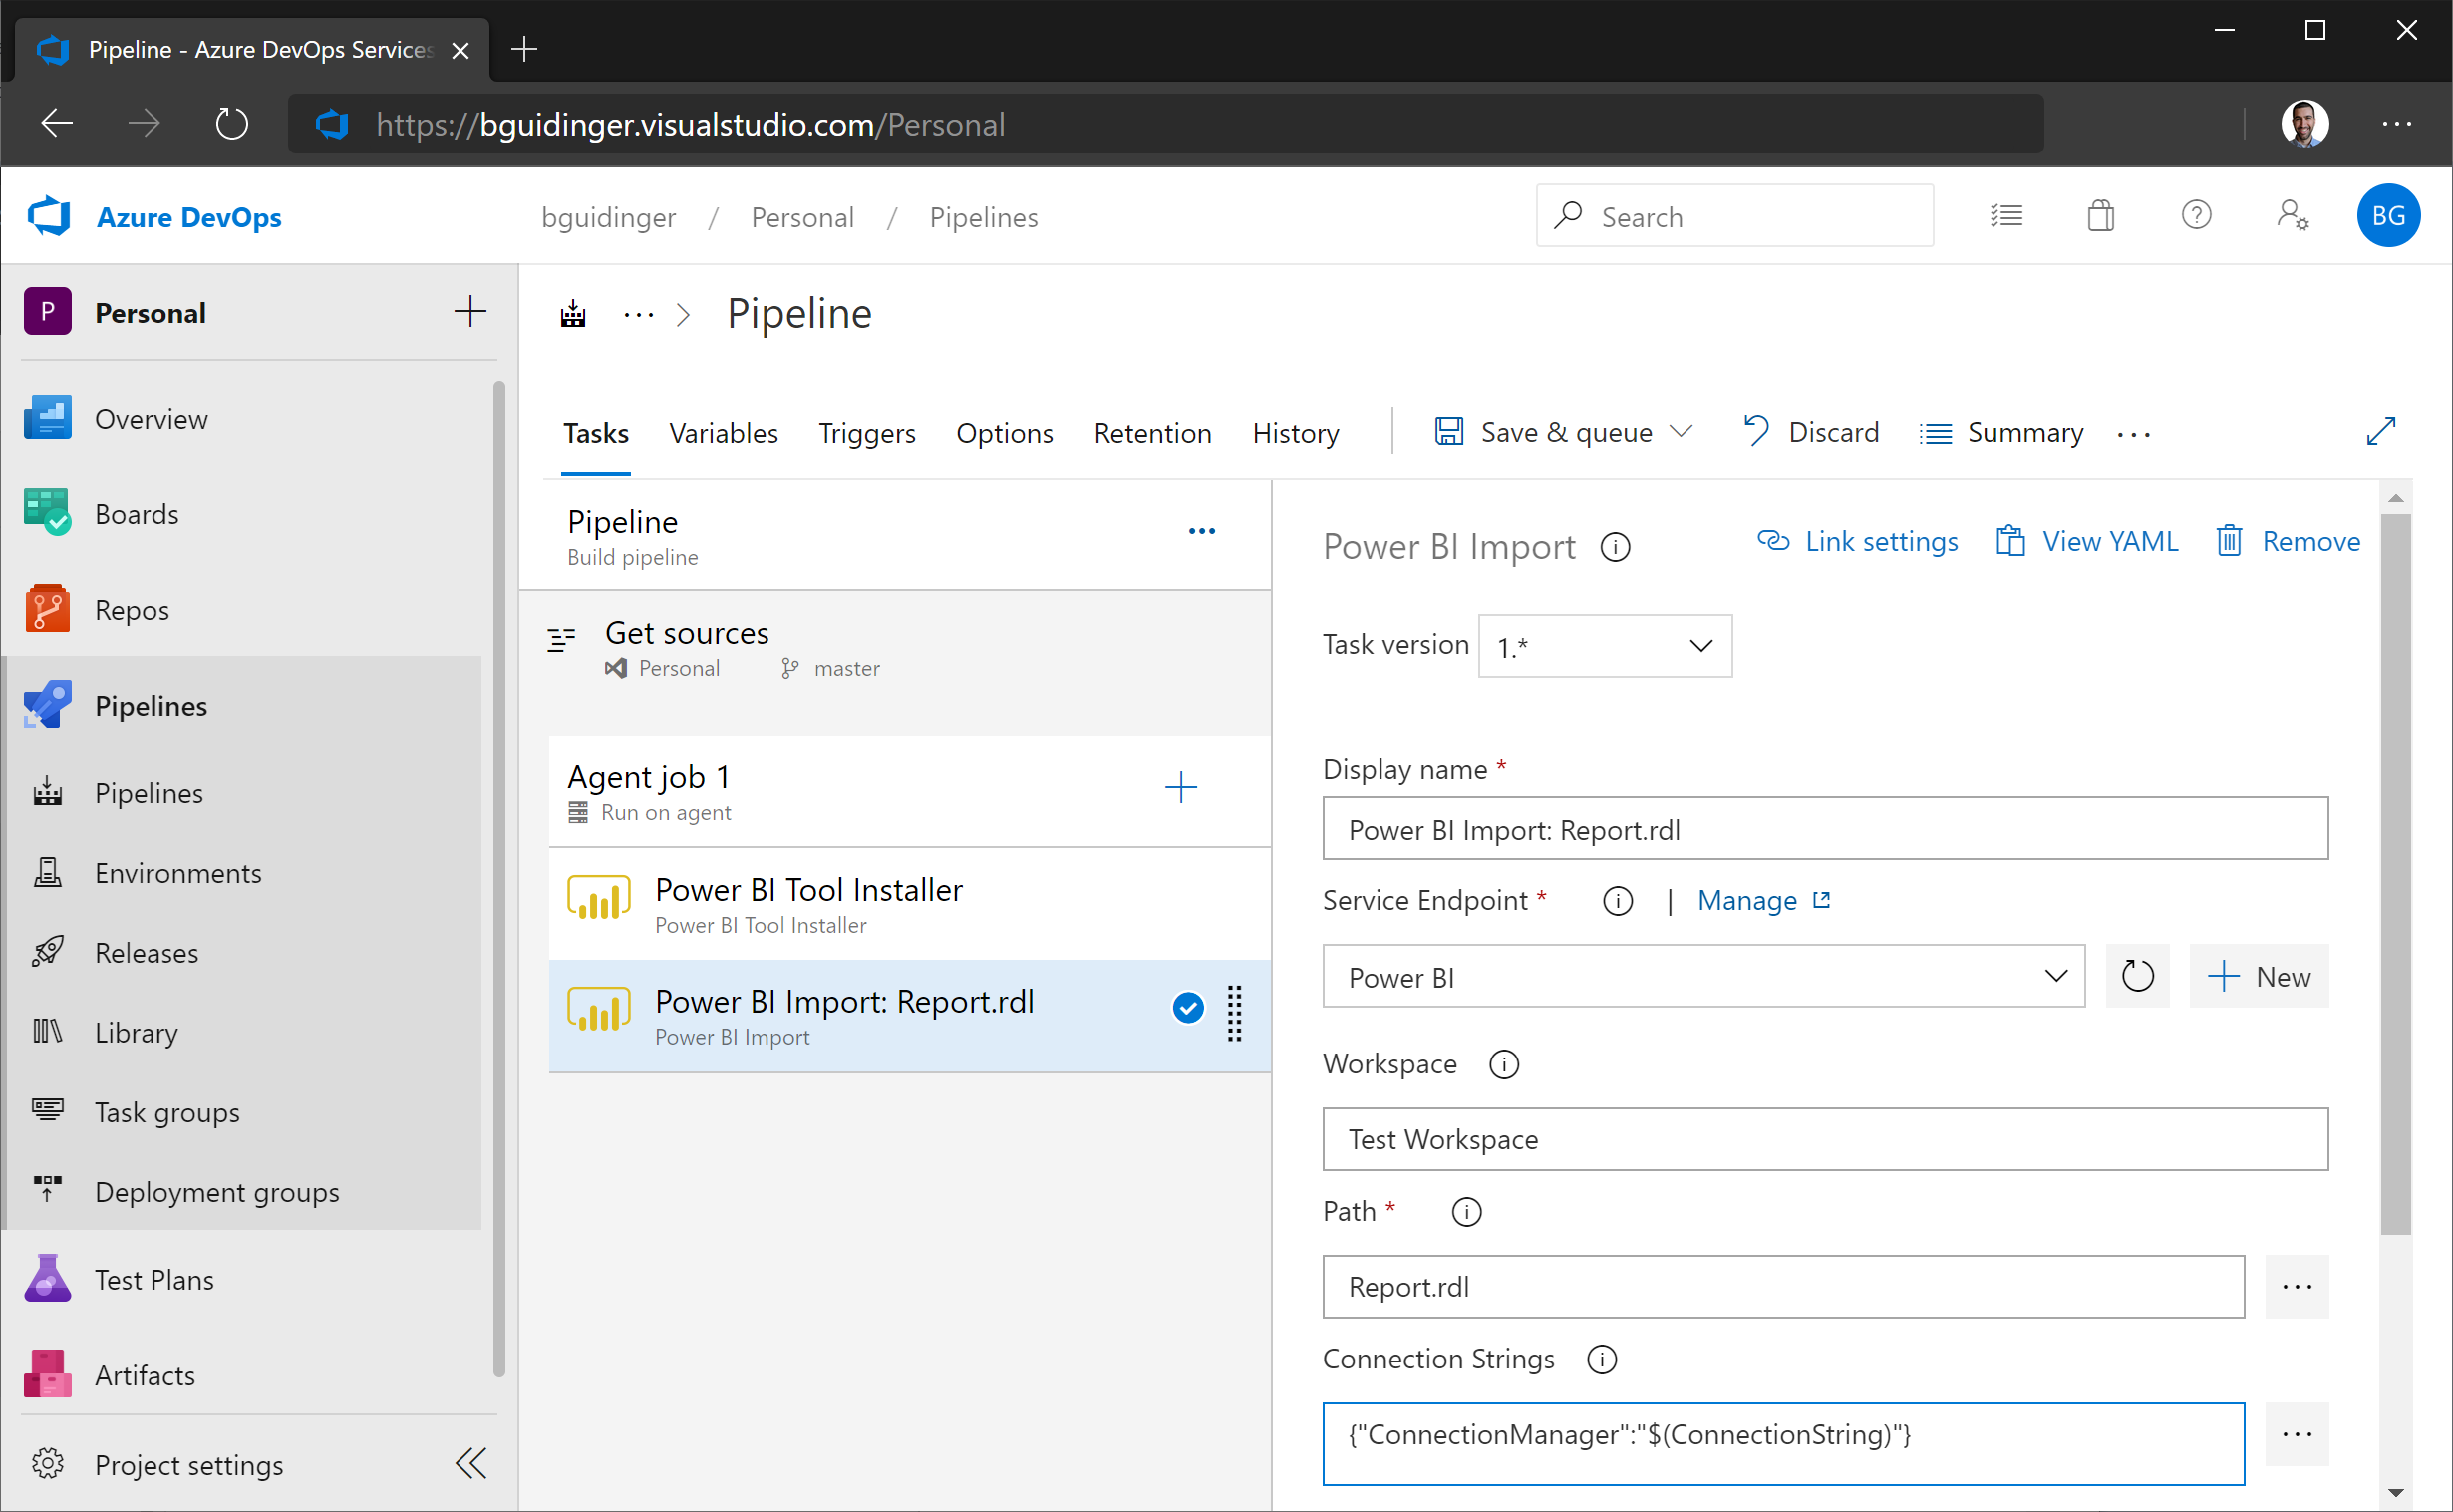 Pipeline - Azure DevOps Services
https://bguidinger.visualstudio.com/Personal
Azure DevOps
bguidinger / Personal / Pipelines
Search
BG
P Personal
Overview
Boards
Repos
Pipelines
Pipelines
Environments
Releases
Library
Task groups
Deployment groups
Test Plans
Artifacts
Project settings
... > Pipeline
Tasks Variables Triggers Options Retention History Save & queue Discard Summary ...
Pipeline
Build pipeline
Get sources
Personal master
Agent job 1
Run on agent
Power BI Tool Installer
Power BI Tool Installer
Power BI Import: Report.rdl
Power BI Import
Power BI Import Link settings View YAML Remove
Task version 1.*
Display name *
Power BI Import: Report.rdl
Service Endpoint * | Manage
Power BI New
Workspace
Test Workspace
Path *
Report.rdl ...
Connection Strings
{"ConnectionManager":"$(ConnectionString)"} ...